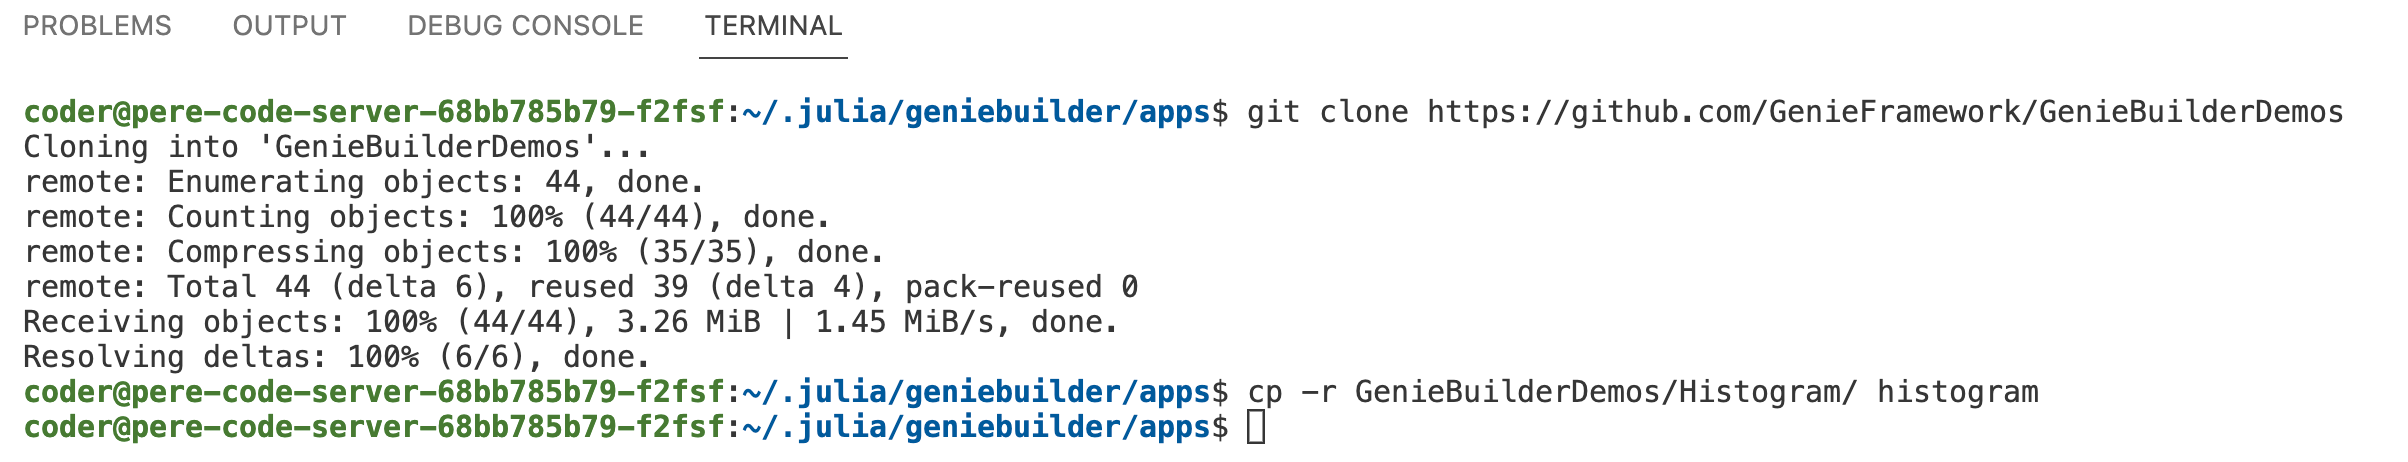 PROBLEMS OUTPUT DEBUG CONSOLE TERMINAL
coder@pere-code-server-68bb785b79-f2fsf:~/.julia/geniebuilder/apps$ git clone https://github.com/GenieFramework/GenieBuilderDemos
Cloning into 'GenieBuilderDemos'...
remote: Enumerating objects: 44, done.
remote: Counting objects: 100% (44/44), done.
remote: Compressing objects: 100% (35/35), done.
remote: Total 44 (delta 6), reused 39 (delta 4), pack-reused 0
Receiving objects: 100% (44/44), 3.26 MiB | 1.45 MiB/s, done.
Resolving deltas: 100% (6/6), done.
coder@pere-code-server-68bb785b79-f2fsf:~/.julia/geniebuilder/apps$ cp -r GenieBuilderDemos/Histogram/ histogram
coder@pere-code-server-68bb785b79-f2fsf:~/.julia/geniebuilder/apps$